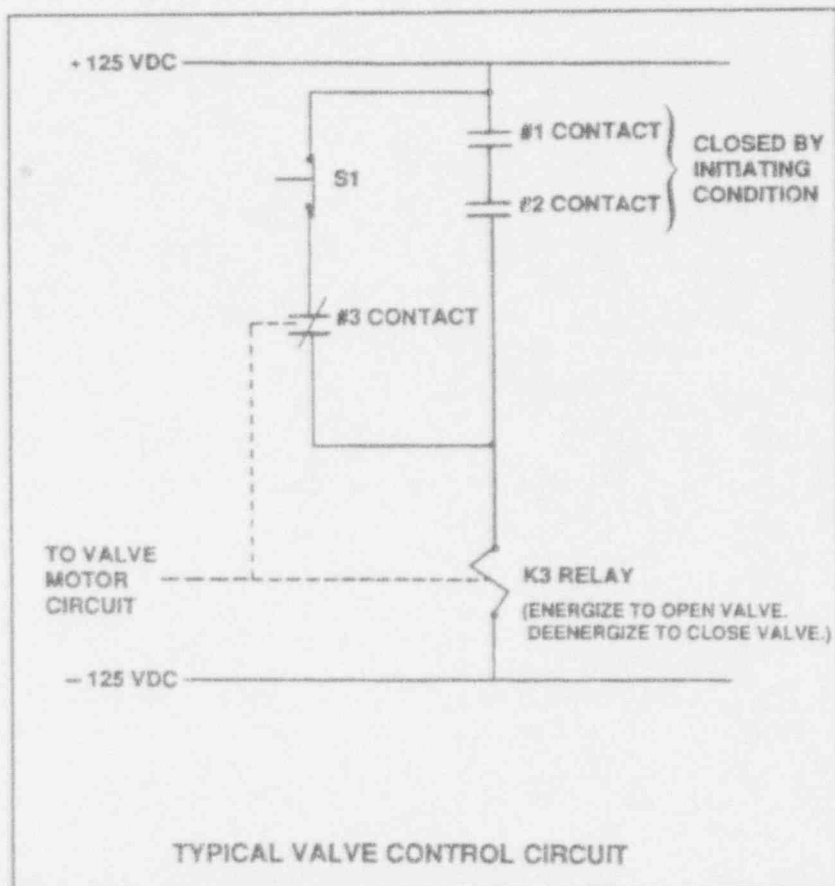 + 125 VDC
#1 CONTACT
CLOSED BY
INITIATING
CONDITION
S1
#2 CONTACT
#3 CONTACT
TO VALVE
MOTOR
CIRCUIT
K3 RELAY
(ENERGIZE TO OPEN VALVE.
DEENERGIZE TO CLOSE VALVE.)
— 125 VDC
TYPICAL VALVE CONTROL CIRCUIT